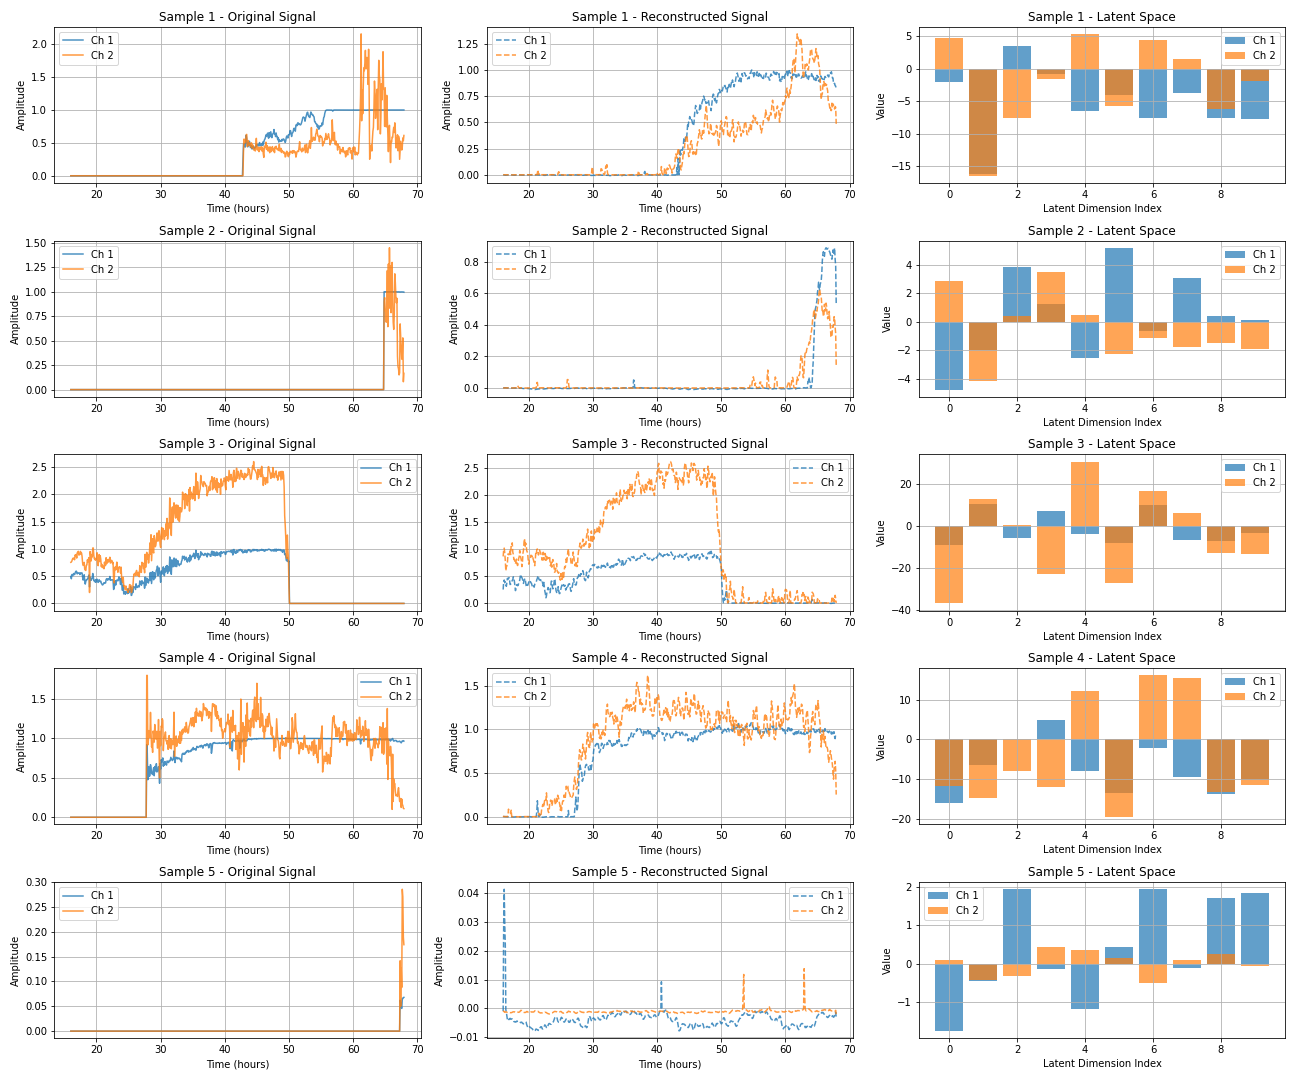 Sample 1 - Original Signal
Amplitude
2.0
1.5
1.0
0.5
0.0
Ch 1
Ch 2
20 30 40 50 60 70
Time (hours)
Sample 1 - Reconstructed Signal
Amplitude
1.25
1.00
0.75
0.50
0.25
0.00
Ch 1
Ch 2
20 30 40 50 60 70
Time (hours)
Sample 1 - Latent Space
Value
5
0
−5
−10
−15
Ch 1
Ch 2
0 2 4 6 8
Latent Dimension Index
Sample 2 - Original Signal
Amplitude
1.50
1.25
1.00
0.75
0.50
0.25
0.00
Ch 1
Ch 2
20 30 40 50 60 70
Time (hours)
Sample 2 - Reconstructed Signal
Amplitude
0.8
0.6
0.4
0.2
0.0
Ch 1
Ch 2
20 30 40 50 60 70
Time (hours)
Sample 2 - Latent Space
Value
4
2
0
−2
−4
Ch 1
Ch 2
0 2 4 6 8
Latent Dimension Index
Sample 3 - Original Signal
Amplitude
2.5
2.0
1.5
1.0
0.5
0.0
Ch 1
Ch 2
20 30 40 50 60 70
Time (hours)
Sample 3 - Reconstructed Signal
Amplitude
2.5
2.0
1.5
1.0
0.5
0.0
Ch 1
Ch 2
20 30 40 50 60 70
Time (hours)
Sample 3 - Latent Space
Value
20
0
−20
−40
Ch 1
Ch 2
0 2 4 6 8
Latent Dimension Index
Sample 4 - Original Signal
Amplitude
1.5
1.0
0.5
0.0
Ch 1
Ch 2
20 30 40 50 60 70
Time (hours)
Sample 4 - Reconstructed Signal
Amplitude
1.5
1.0
0.5
0.0
Ch 1
Ch 2
20 30 40 50 60 70
Time (hours)
Sample 4 - Latent Space
Value
10
0
−10
−20
Ch 1
Ch 2
0 2 4 6 8
Latent Dimension Index
Sample 5 - Original Signal
Amplitude
0.30
0.25
0.20
0.15
0.10
0.05
0.00
Ch 1
Ch 2
20 30 40 50 60 70
Time (hours)
Sample 5 - Reconstructed Signal
Amplitude
0.04
0.03
0.02
0.01
0.00
−0.01
Ch 1
Ch 2
20 30 40 50 60 70
Time (hours)
Sample 5 - Latent Space
Value
2
1
0
−1
Ch 1
Ch 2
0 2 4 6 8
Latent Dimension Index